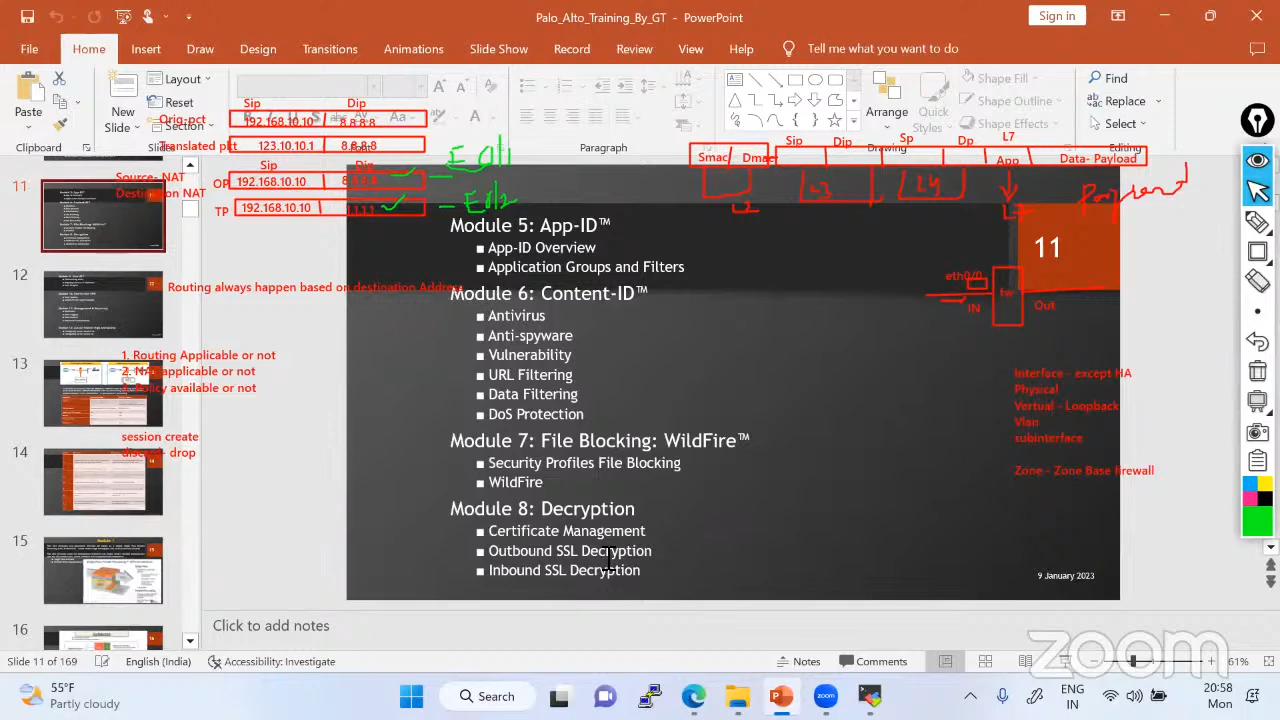 Palo_Alto_Training_By_GT - PowerPoint
Sign in
File Home Insert Draw Design Transitions Animations Slide Show Record Review View Help Tell me what you want to do
Paste
Clipboard
New
Slide
Layout
Reset
Section
Slides
Font
Paragraph
Arrange
Quick
Styles
Drawing
Shape Fill
Shape Outline
Shape Effects
Find
Replace
Select
Editing
Sip Dip
Orig-pct 192.168.10.10 8.8.8.8
Translated pkt 123.10.10.1 8.8.8.8
Sip Dip
Source- NAT
Destination NAT
OP 192.168.10.10 8.8.8.8
TP 192.168.10.10 1.1.1.1
Sip Dip Sp Dp L7
Smac Dmac App Data- Payload
L2 L3 L4 L7 Payload
Routing always happen based on destination Address
1. Routing Applicable or not
2. NAT applicable or not
3. Policy available or not
session create
discard- drop
11
12
13
14
15
16
Module 5: App-ID™
App-ID Overview
Application Groups and Filters
Module 6: Content-ID™
Antivirus
Anti-spyware
Vulnerability
URL Filtering
Data Filtering
DoS Protection
Module 7: File Blocking: WildFire™
Security Profiles File Blocking
WildFire
Module 8: Decryption
Certificate Management
Outbound SSL Decryption
Inbound SSL Decryption
11
eth0/0
IN
fw
Out
Interface - except HA
Physical
Vertual - Loopback
Vlan
subinterface
Zone - Zone Base firewall
9 January 2023
Click to add notes
Slide 11 of 169 English (India) Accessibility: Investigate Notes Comments 61%
zoom
55°F
Partly cloudy
Search
zoom
ENG
IN
20:58
Mon